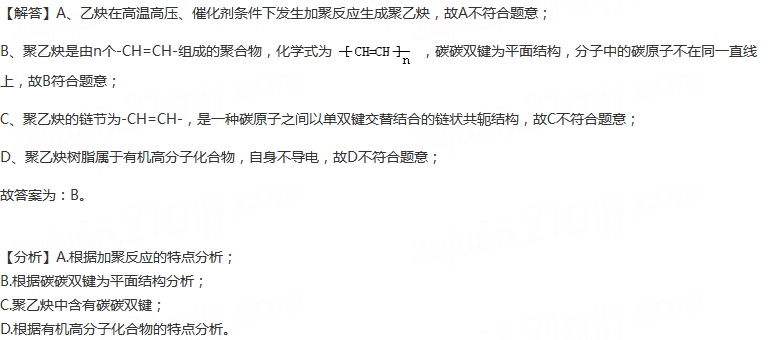 【解答】A、乙炔在高温高压、催化剂条件下发生加聚反应生成聚乙炔，故A不符合题意；
B、聚乙炔是由n个-CH=CH-组成的聚合物，化学式为 -[-CH=CH-]-n ，碳碳双键为平面结构，分子中的碳原子不在同一直线
上，故B符合题意；
C、聚乙炔的链节为-CH=CH-，是一种碳原子之间以单双键交替结合的链状共轭结构，故C不符合题意；
D、聚乙炔树脂属于有机高分子化合物，自身不导电，故D不符合题意；
故答案为：B。
【分析】A.根据加聚反应的特点分析；
B.根据碳碳双键为平面结构分析；
C.聚乙炔中含有碳碳双键；
D.根据有机高分子化合物的特点分析。